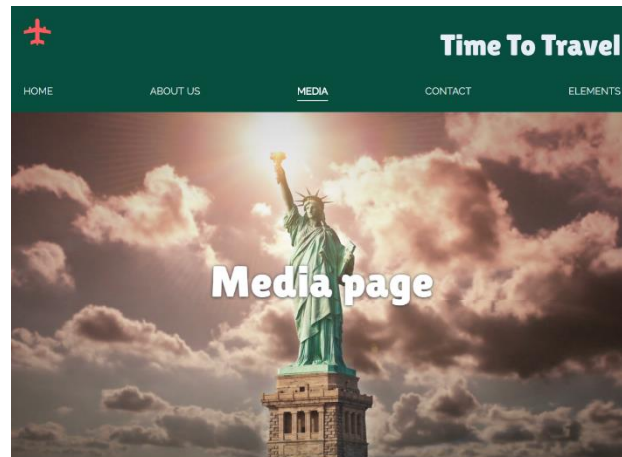 Time To Travel
HOME ABOUT US MEDIA CONTACT ELEMENTS
Media page